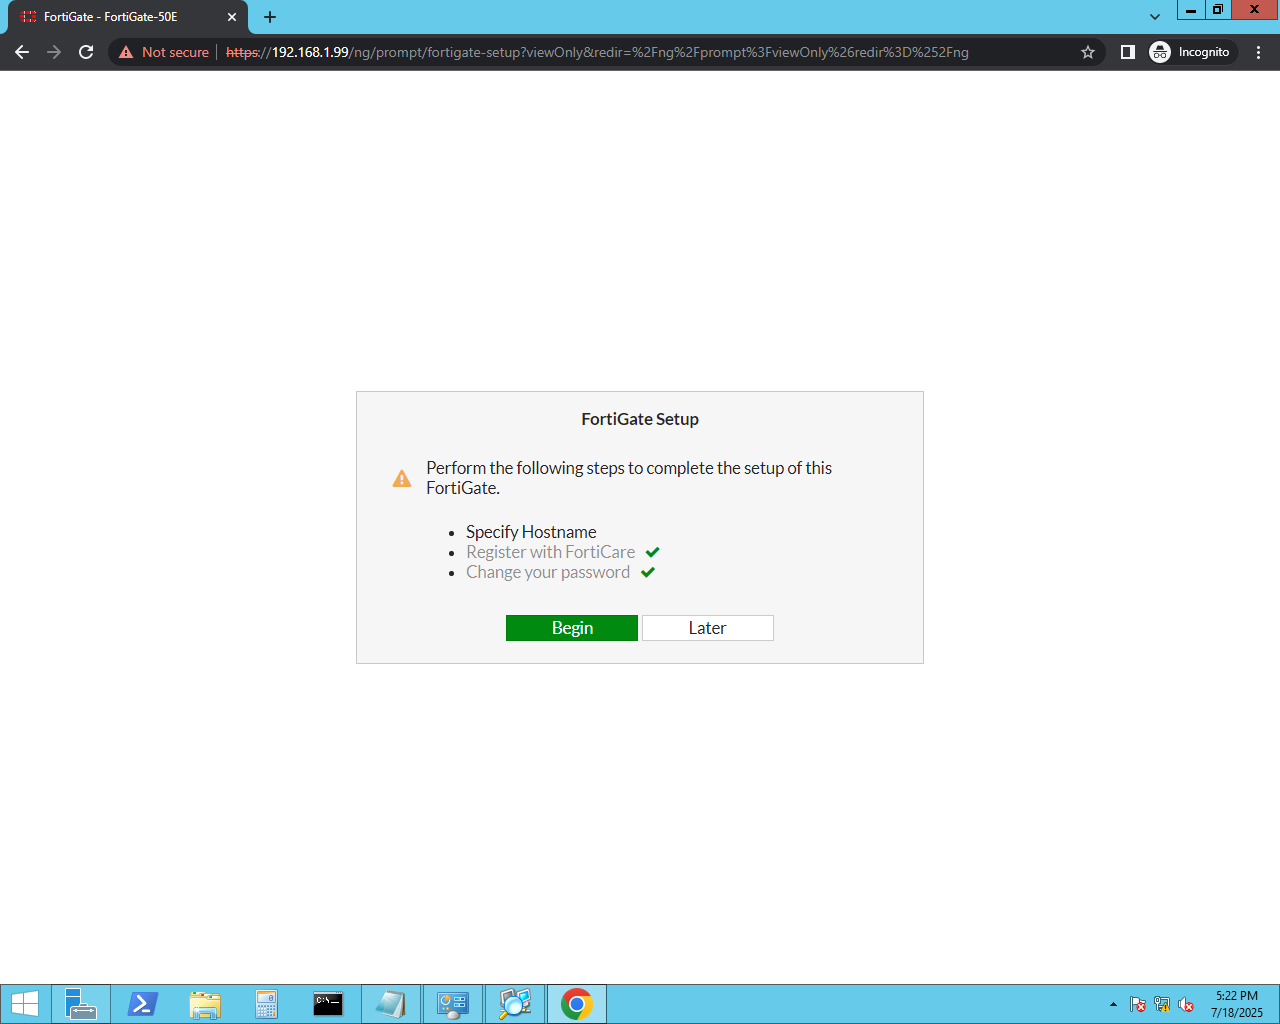 FortiGate - FortiGate-50E
Not secure
https://192.168.1.99/ng/prompt/fortigate-setup?viewOnly&redir=%2Fng%2Fprompt%3FviewOnly%26redir%3D%252Fng
Incognito
FortiGate Setup
Perform the following steps to complete the setup of this
FortiGate.
Specify Hostname
Register with FortiCare
Change your password
Begin
Later
5:22 PM
7/18/2025